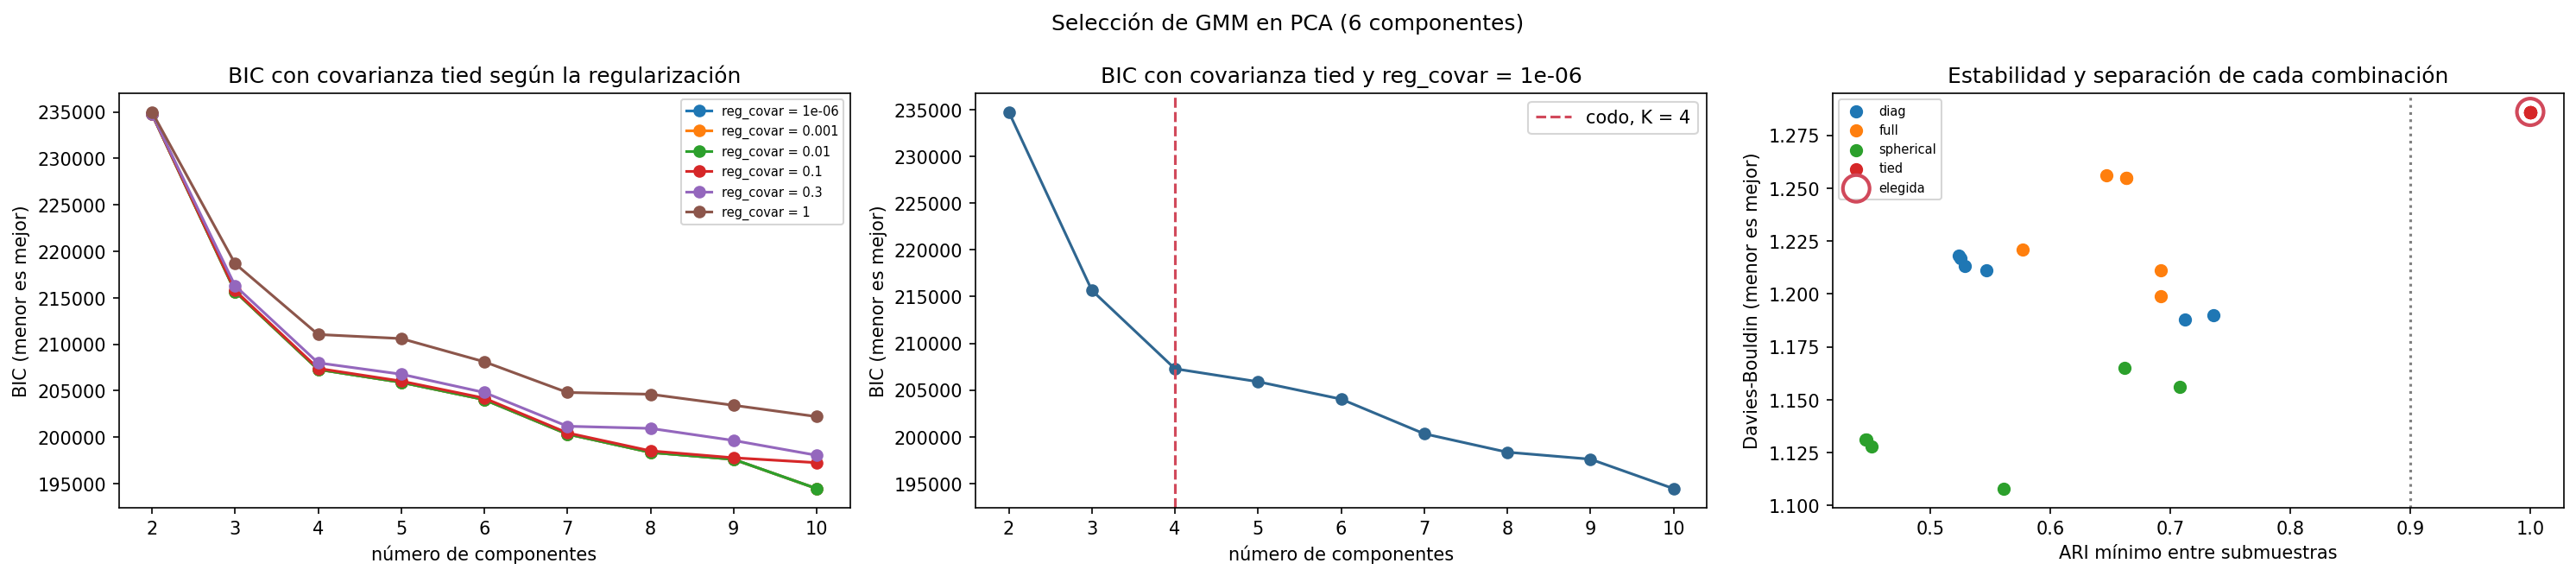 Selección de GMM en PCA (6 componentes)
BIC con covarianza tied según la regularización
BIC (menor es mejor)
235000
230000
225000
220000
215000
210000
205000
200000
195000
reg_covar = 1e-06
reg_covar = 0.001
reg_covar = 0.01
reg_covar = 0.1
reg_covar = 0.3
reg_covar = 1
2 3 4 5 6 7 8 9 10
número de componentes
BIC con covarianza tied y reg_covar = 1e-06
BIC (menor es mejor)
235000
230000
225000
220000
215000
210000
205000
200000
195000
codo, K = 4
2 3 4 5 6 7 8 9 10
número de componentes
Estabilidad y separación de cada combinación
Davies-Bouldin (menor es mejor)
1.275
1.250
1.225
1.200
1.175
1.150
1.125
1.100
diag
full
spherical
tied
elegida
0.5 0.6 0.7 0.8 0.9 1.0
ARI mínimo entre submuestras